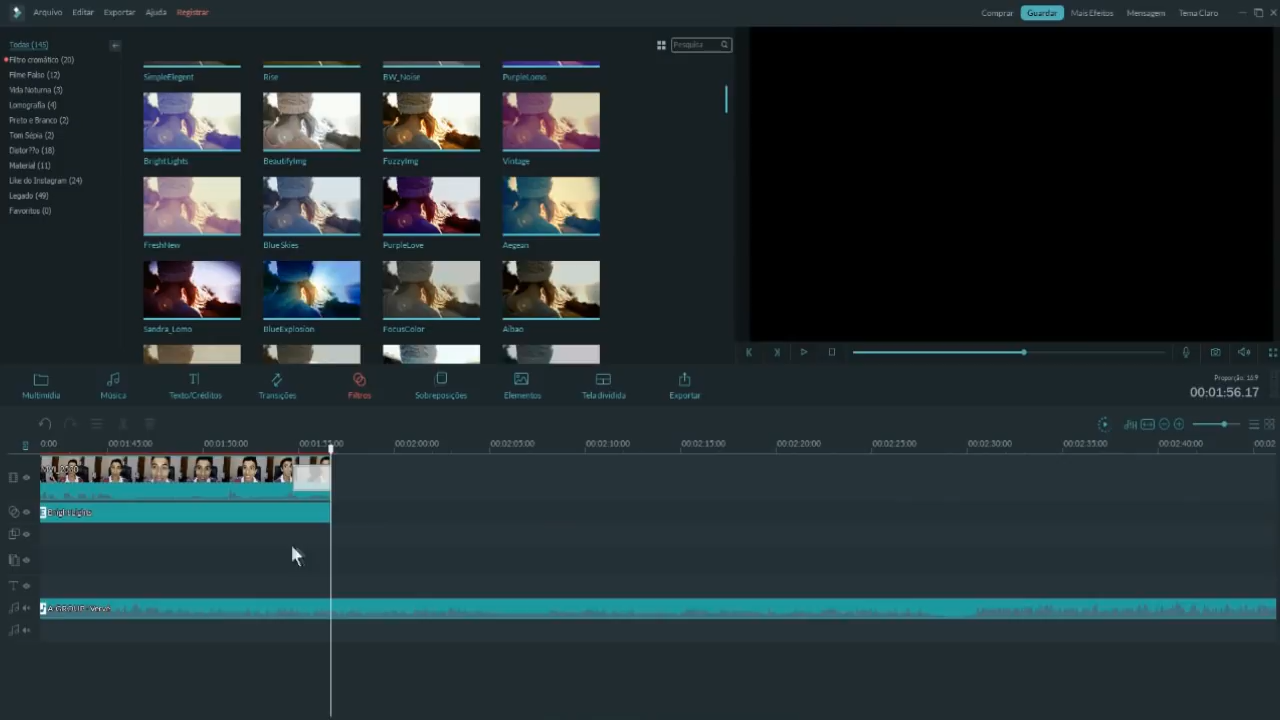 Arquivo Editar Exportar Ajuda Registrar Comprar Guardar Mais Efeitos Mensagem Tema Claro
Todas (145)
Filtro cromático (20)
Filme Falso (12)
Vida Noturna (3)
Lomografia (4)
Preto e Branco (2)
Tom Sépia (2)
Distor??o (18)
Material (11)
Like do Instagram (24)
Legado (49)
Favoritos (0)
Pesquisa
SimpleElegent Rise BW_Noise PurpleLomo
Bright Lights BeautifyImg FuzzyImg Vintage
FreshNew Blue Skies PurpleLove Aegean
Sandra_Lomo BlueExplosion FocusColor Aibao
Proporção: 16:9
00:01:56.17
Multimídia Música Texto/Créditos Transições Filtros Sobreposições Elementos Tela dividida Exportar
0:00 00:01:45:00 00:01:50:00 00:01:55:00 00:02:00:00 00:02:05:00 00:02:10:00 00:02:15:00 00:02:20:00 00:02:25:00 00:02:30:00 00:02:35:00 00:02:40:00 00:02
Bright Lights